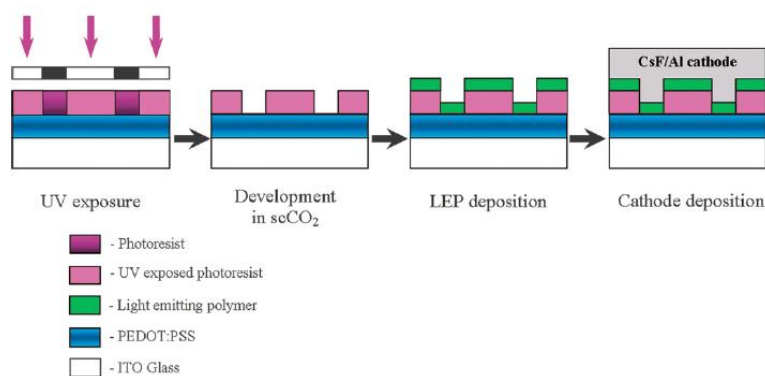 CsF/Al cathode
UV exposure
Development
in scCO₂
LEP deposition
Cathode deposition
- Photoresist
- UV exposed photoresist
- Light emitting polymer
- PEDOT:PSS
- ITO Glass